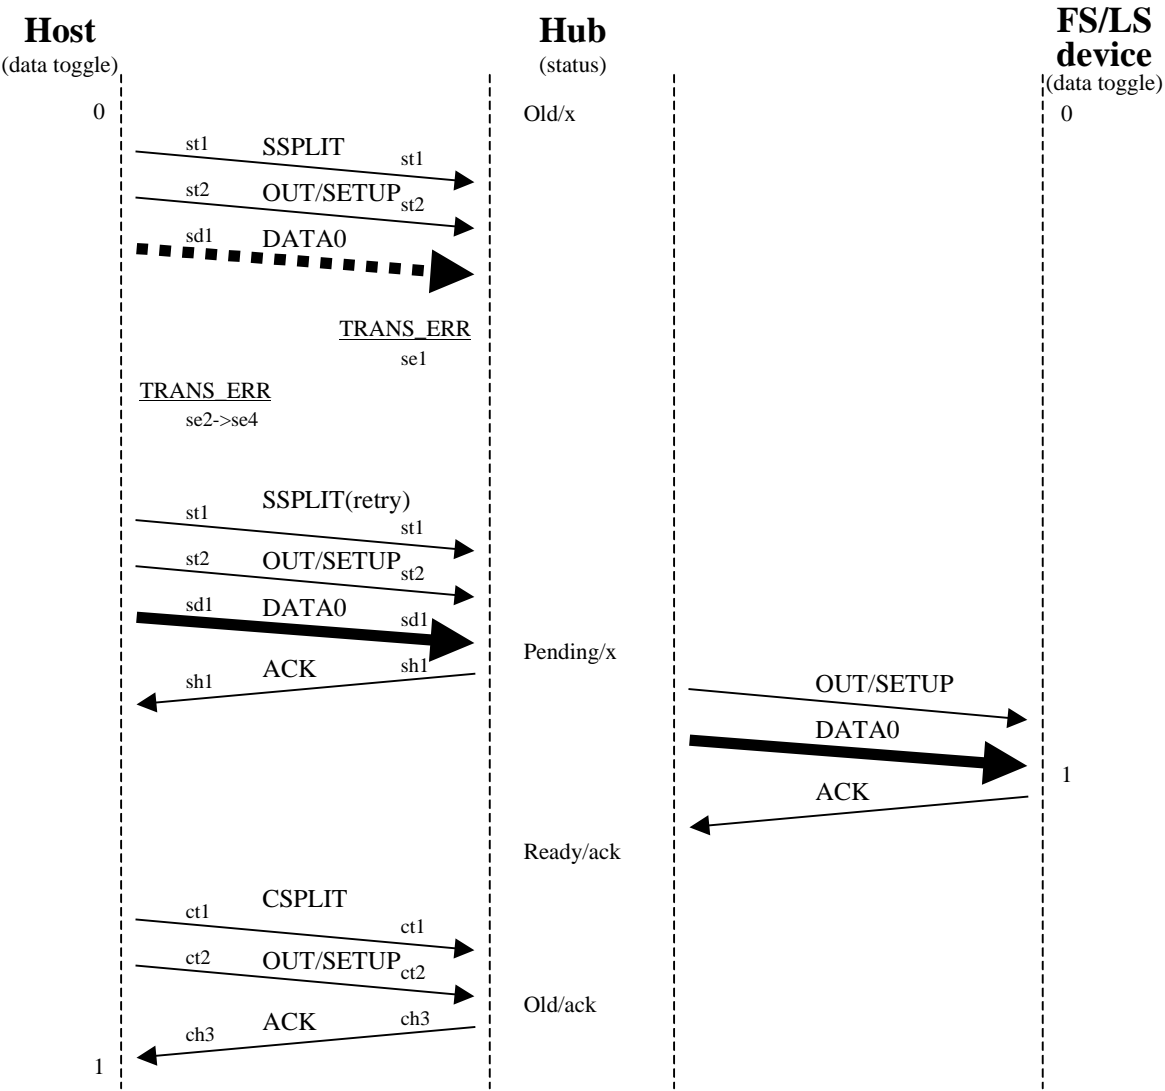 Host
(data toggle)
Hub
(status)
FS/LS
device
(data toggle)
0
Old/x
0
st1 SSPLIT st1
st2 OUT/SETUP st2
sd1 DATA0
TRANS_ERR
se1
TRANS_ERR
se2->se4
st1 SSPLIT(retry) st1
st2 OUT/SETUP st2
sd1 DATA0 sd1
Pending/x
sh1 ACK sh1
OUT/SETUP
DATA0
1
ACK
Ready/ack
ct1 CSPLIT ct1
ct2 OUT/SETUP ct2
Old/ack
ch3 ACK ch3
1